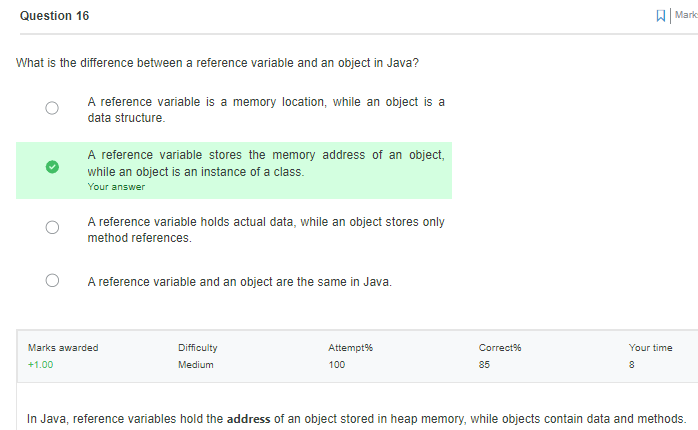 Question 16
Mark
What is the difference between a reference variable and an object in Java?
A reference variable is a memory location, while an object is a
data structure.
A reference variable stores the memory address of an object,
while an object is an instance of a class.
Your answer
A reference variable holds actual data, while an object stores only
method references.
A reference variable and an object are the same in Java.
Marks awarded Difficulty Attempt% Correct% Your time
+1.00 Medium 100 85 8
In Java, reference variables hold the address of an object stored in heap memory, while objects contain data and methods.